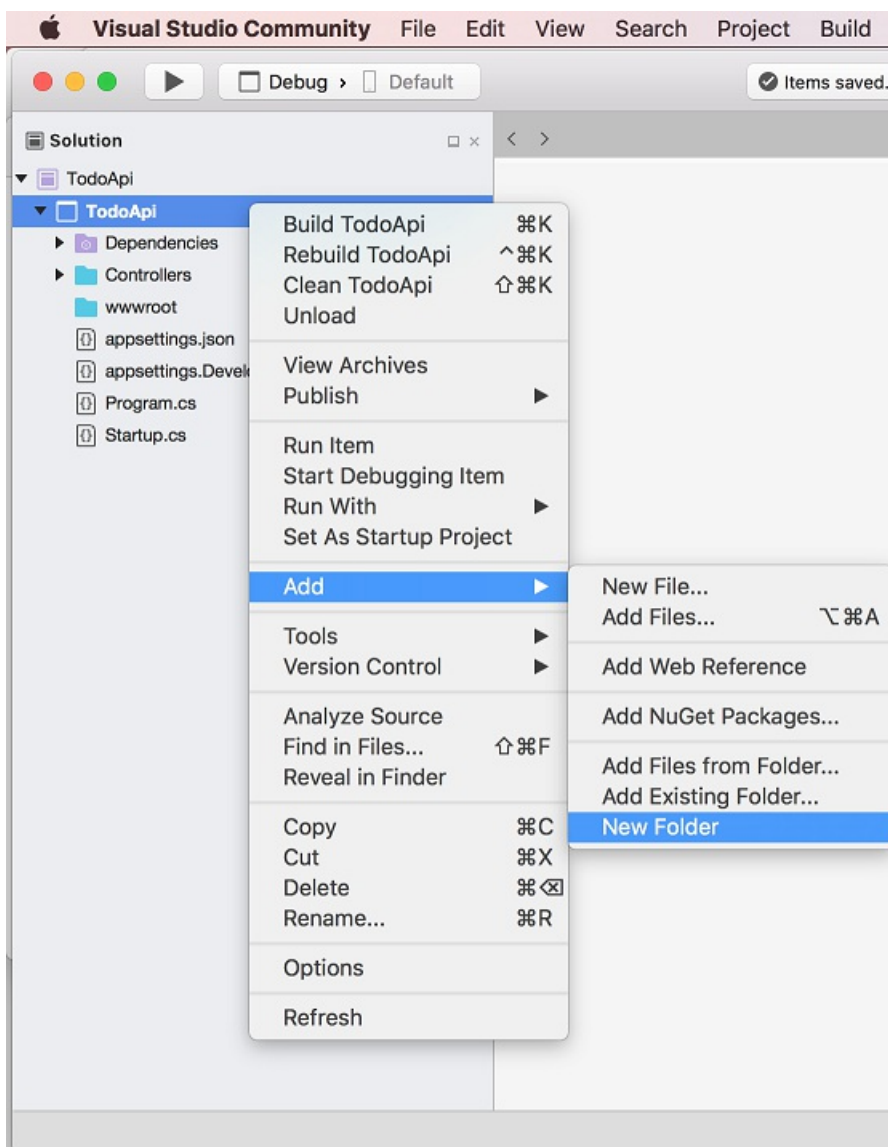 Visual Studio Community File Edit View Search Project Build
Debug › Default
Items saved.
Solution
TodoApi
TodoApi
Dependencies
Controllers
wwwroot
appsettings.json
appsettings.Devel
Program.cs
Startup.cs
Build TodoApi ⌘K
Rebuild TodoApi ^⌘K
Clean TodoApi ⇧⌘K
Unload
View Archives
Publish
Run Item
Start Debugging Item
Run With
Set As Startup Project
Add
Tools
Version Control
Analyze Source
Find in Files... ⇧⌘F
Reveal in Finder
Copy ⌘C
Cut ⌘X
Delete ⌘⌫
Rename... ⌘R
Options
Refresh
New File...
Add Files... ⌥⌘A
Add Web Reference
Add NuGet Packages...
Add Files from Folder...
Add Existing Folder...
New Folder